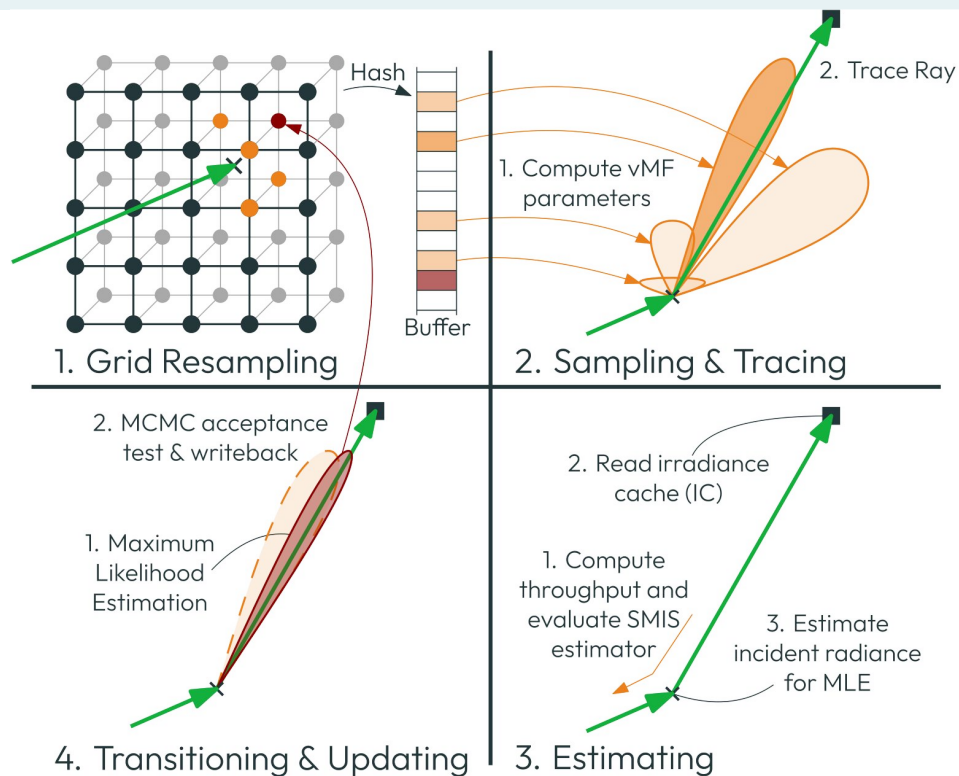 Hash
Buffer
1. Grid Resampling
2. Trace Ray
1. Compute vMF
parameters
2. Sampling & Tracing
2. MCMC acceptance
test & writeback
1. Maximum
Likelihood
Estimation
4. Transitioning & Updating
2. Read irradiance
cache (IC)
1. Compute
throughput and
evaluate SMIS
estimator
3. Estimate
incident radiance
for MLE
3. Estimating